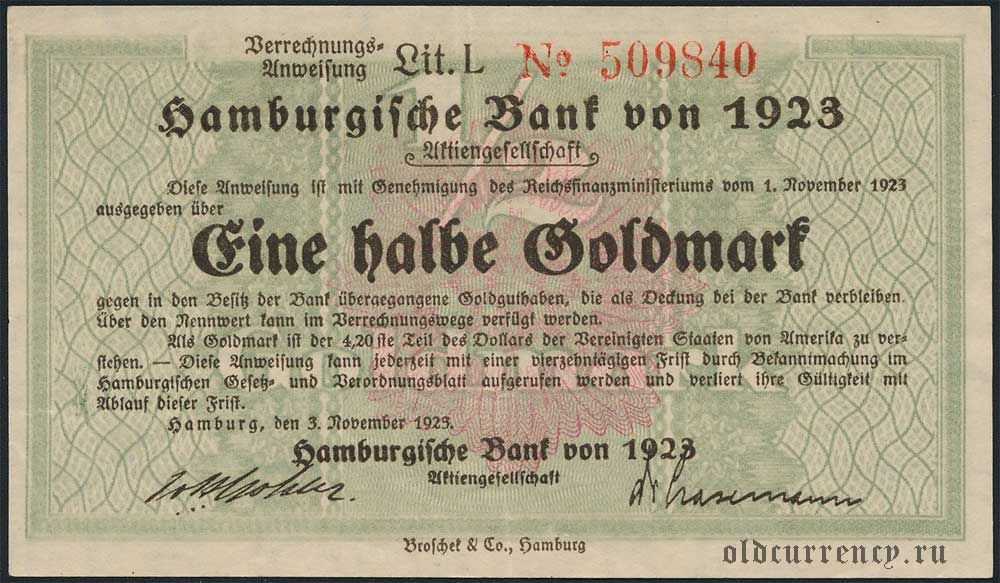 Verrechnungs-
Anweisung Lit. L № 509840
Hamburgische Bank von 1923
Aktiengesellschaft
Diese Anweisung ist mit Genehmigung des Reichsfinanzministeriums vom 1. November 1923
ausgegeben über
Eine halbe Goldmark
gegen in den Besitz der Bank übergegangene Goldguthaben, die als Deckung bei der Bank verbleiben.
Über den Nennwert kann im Verrechnungswege verfügt werden.
Als Goldmark ist der 4,20 ste Teil des Dollars der Vereinigten Staaten von Amerika zu ver-
stehen. — Diese Anweisung kann jederzeit mit einer vierzehntägigen Frist durch Bekanntmachung im
Hamburgischen Gesetz- und Verordnungsblatt aufgerufen werden und verliert ihre Gültigkeit mit
Ablauf dieser Frist.
Hamburg, den 3. November 1923.
Hamburgische Bank von 1923
Aktiengesellschaft
Broschek & Co., Hamburg
oldcurrency.ru